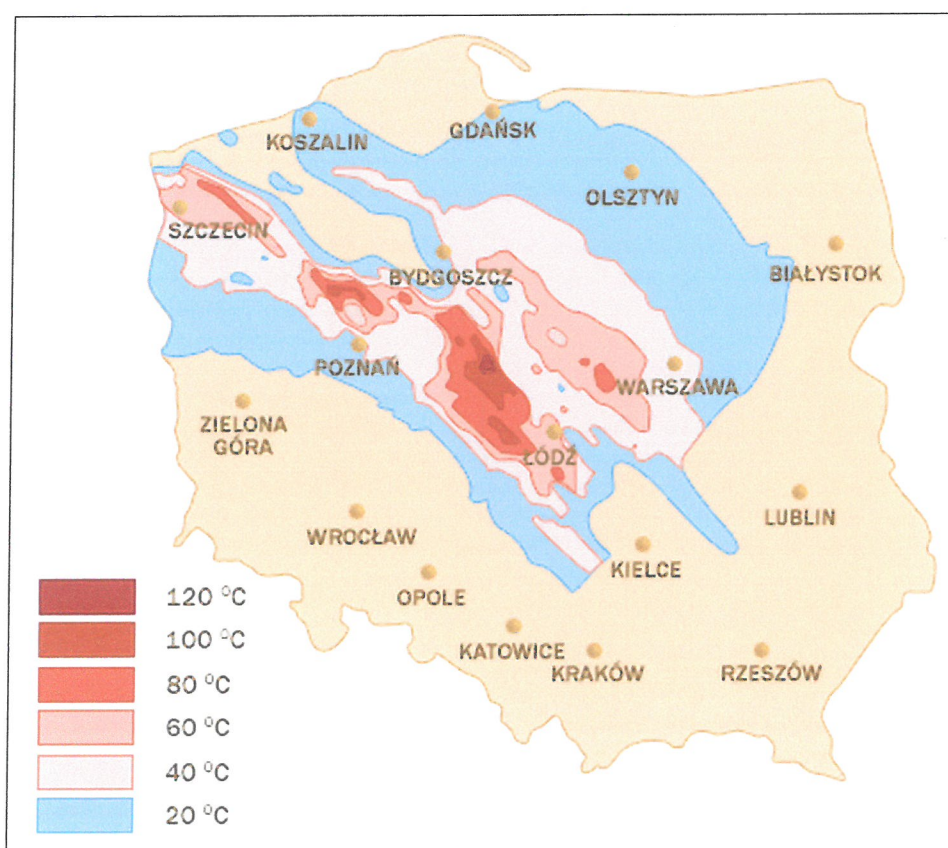 KOSZALIN
GDAŃSK
OLSZTYN
SZCZECIN
BYDGOSZCZ
BIAŁYSTOK
POZNAŃ
WARSZAWA
ZIELONA
GÓRA
ŁÓDŹ
LUBLIN
WROCŁAW
KIELCE
OPOLE
KATOWICE
KRAKÓW
RZESZÓW
120 °C
100 °C
80 °C
60 °C
40 °C
20 °C